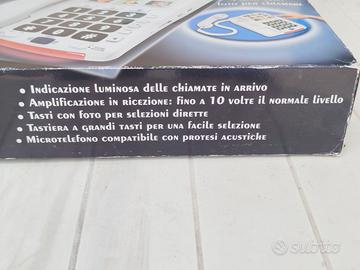 foto per chiamare
• Indicazione luminosa delle chiamate in arrivo
• Amplificazione in ricezione: fino a 10 volte il normale livello
• Tasti con foto per selezioni dirette
• Tastiera a grandi tasti per una facile selezione
• Microtelefono compatibile con protesi acustiche
subito